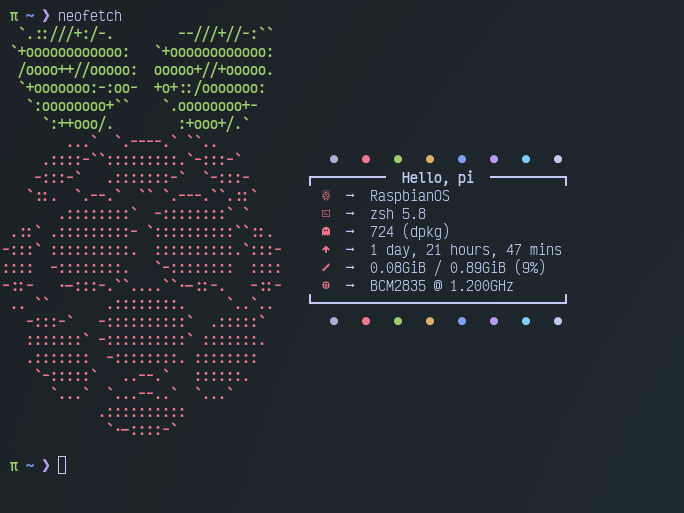 π ~ ❯ neofetch
Hello, pi
→ RaspbianOS
→ zsh 5.8
→ 724 (dpkg)
→ 1 day, 21 hours, 47 mins
→ 0.08GiB / 0.89GiB (9%)
→ BCM2835 @ 1.200GHz
π ~ ❯